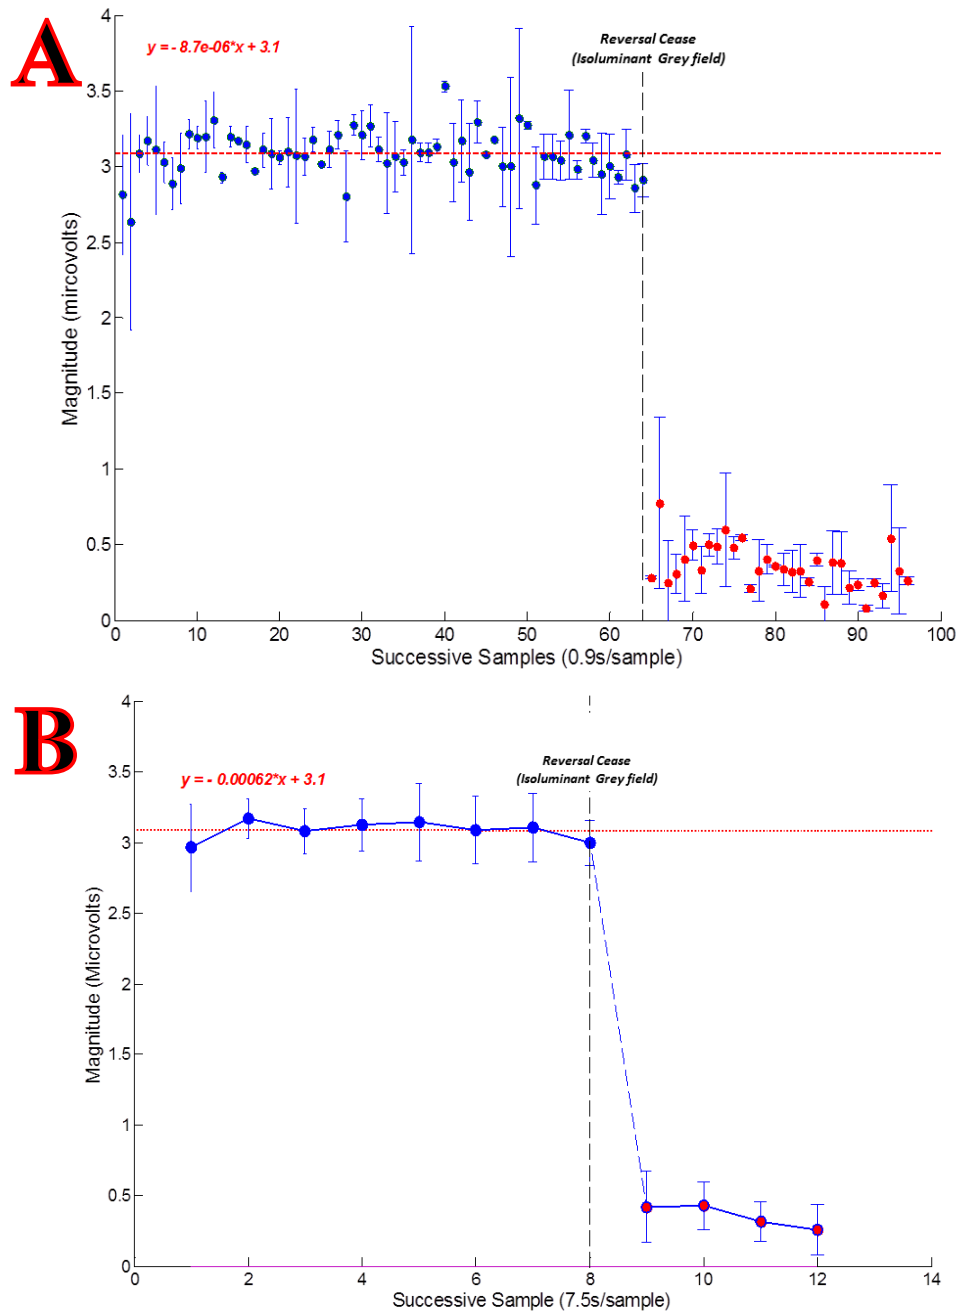 A
y = - 8.7e-06*x + 3.1
Reversal Cease
(Isoluminant Grey field)
Magnitude (mircovolts)
4
3.5
3
2.5
2
1.5
1
0.5
0
0 10 20 30 40 50 60 70 80 90 100
Successive Samples (0.9s/sample)
B
y = - 0.00062*x + 3.1
Reversal Cease
(Isoluminant Grey field)
Magnitude (Microvolts)
4
3.5
3
2.5
2
1.5
1
0.5
0
0 2 4 6 8 10 12 14
Successive Sample (7.5s/sample)